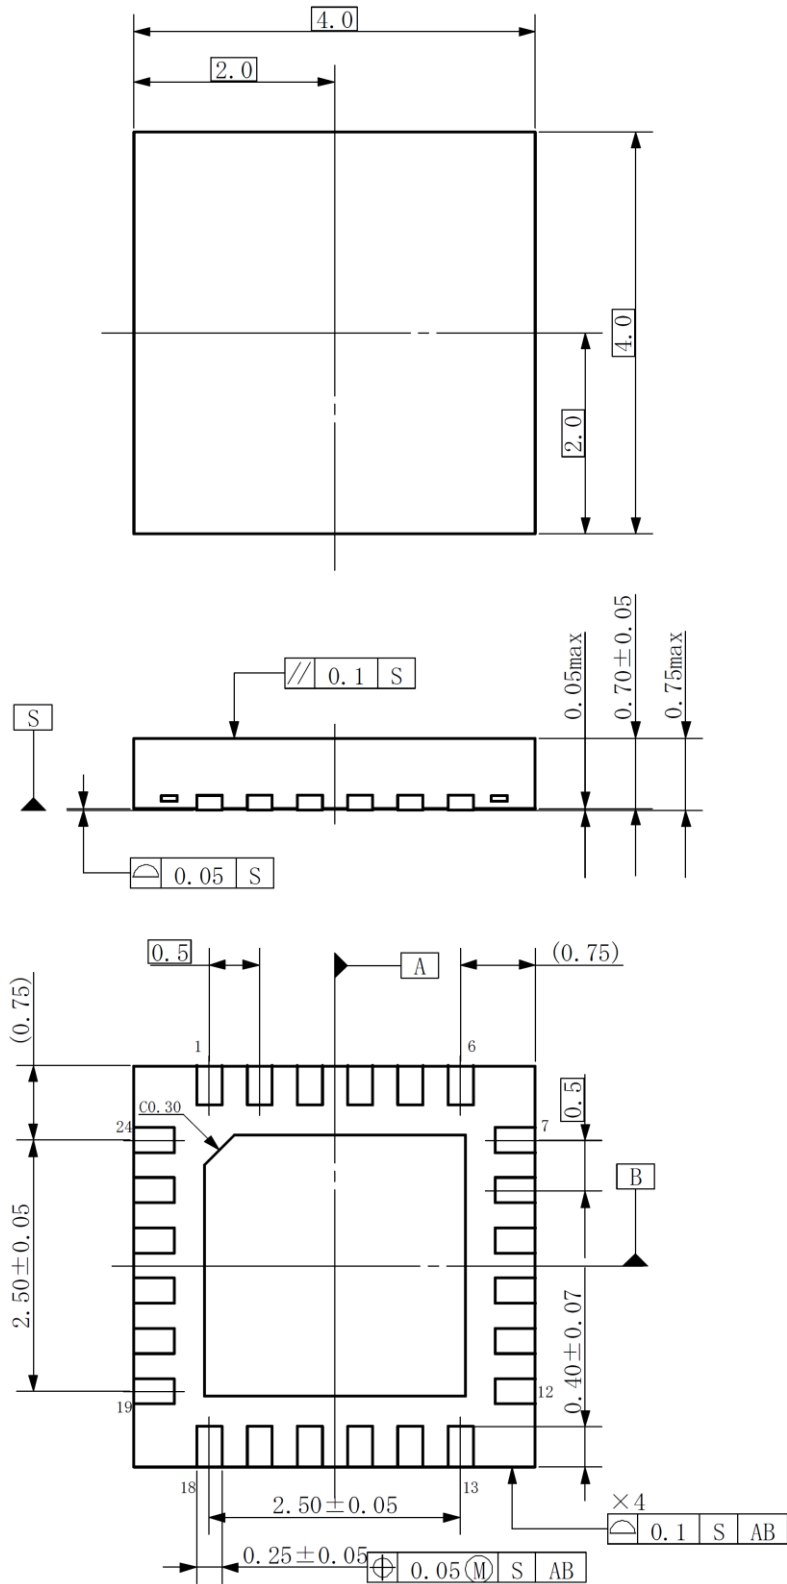 4.0
2.0
4.0
2.0
0.05max
0.70±0.05
0.75max
// 0.1 S
S
⌓ 0.05 S
0.5
A
(0.75)
(0.75)
1
6
C0.30
24
7
0.5
B
2.50±0.05
0.40±0.07
19
12
18
13
2.50±0.05
×4
⌓ 0.1 S AB
0.25±0.05
⌖ 0.05 Ⓜ S AB